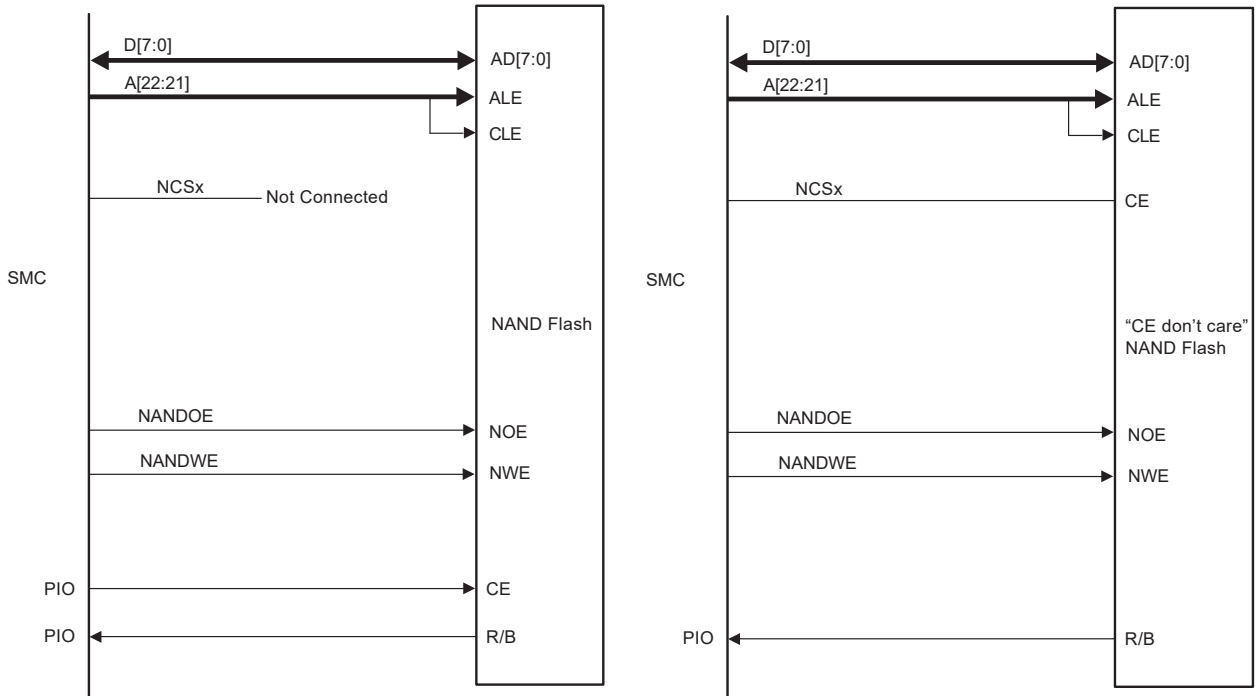 D[7:0]
AD[7:0]
A[22:21]
ALE
CLE
NCSx
Not Connected
SMC
NAND Flash
NANDOE
NOE
NANDWE
NWE
PIO
CE
PIO
R/B
D[7:0]
AD[7:0]
A[22:21]
ALE
CLE
NCSx
CE
SMC
“CE don’t care”
NAND Flash
NANDOE
NOE
NANDWE
NWE
PIO
R/B